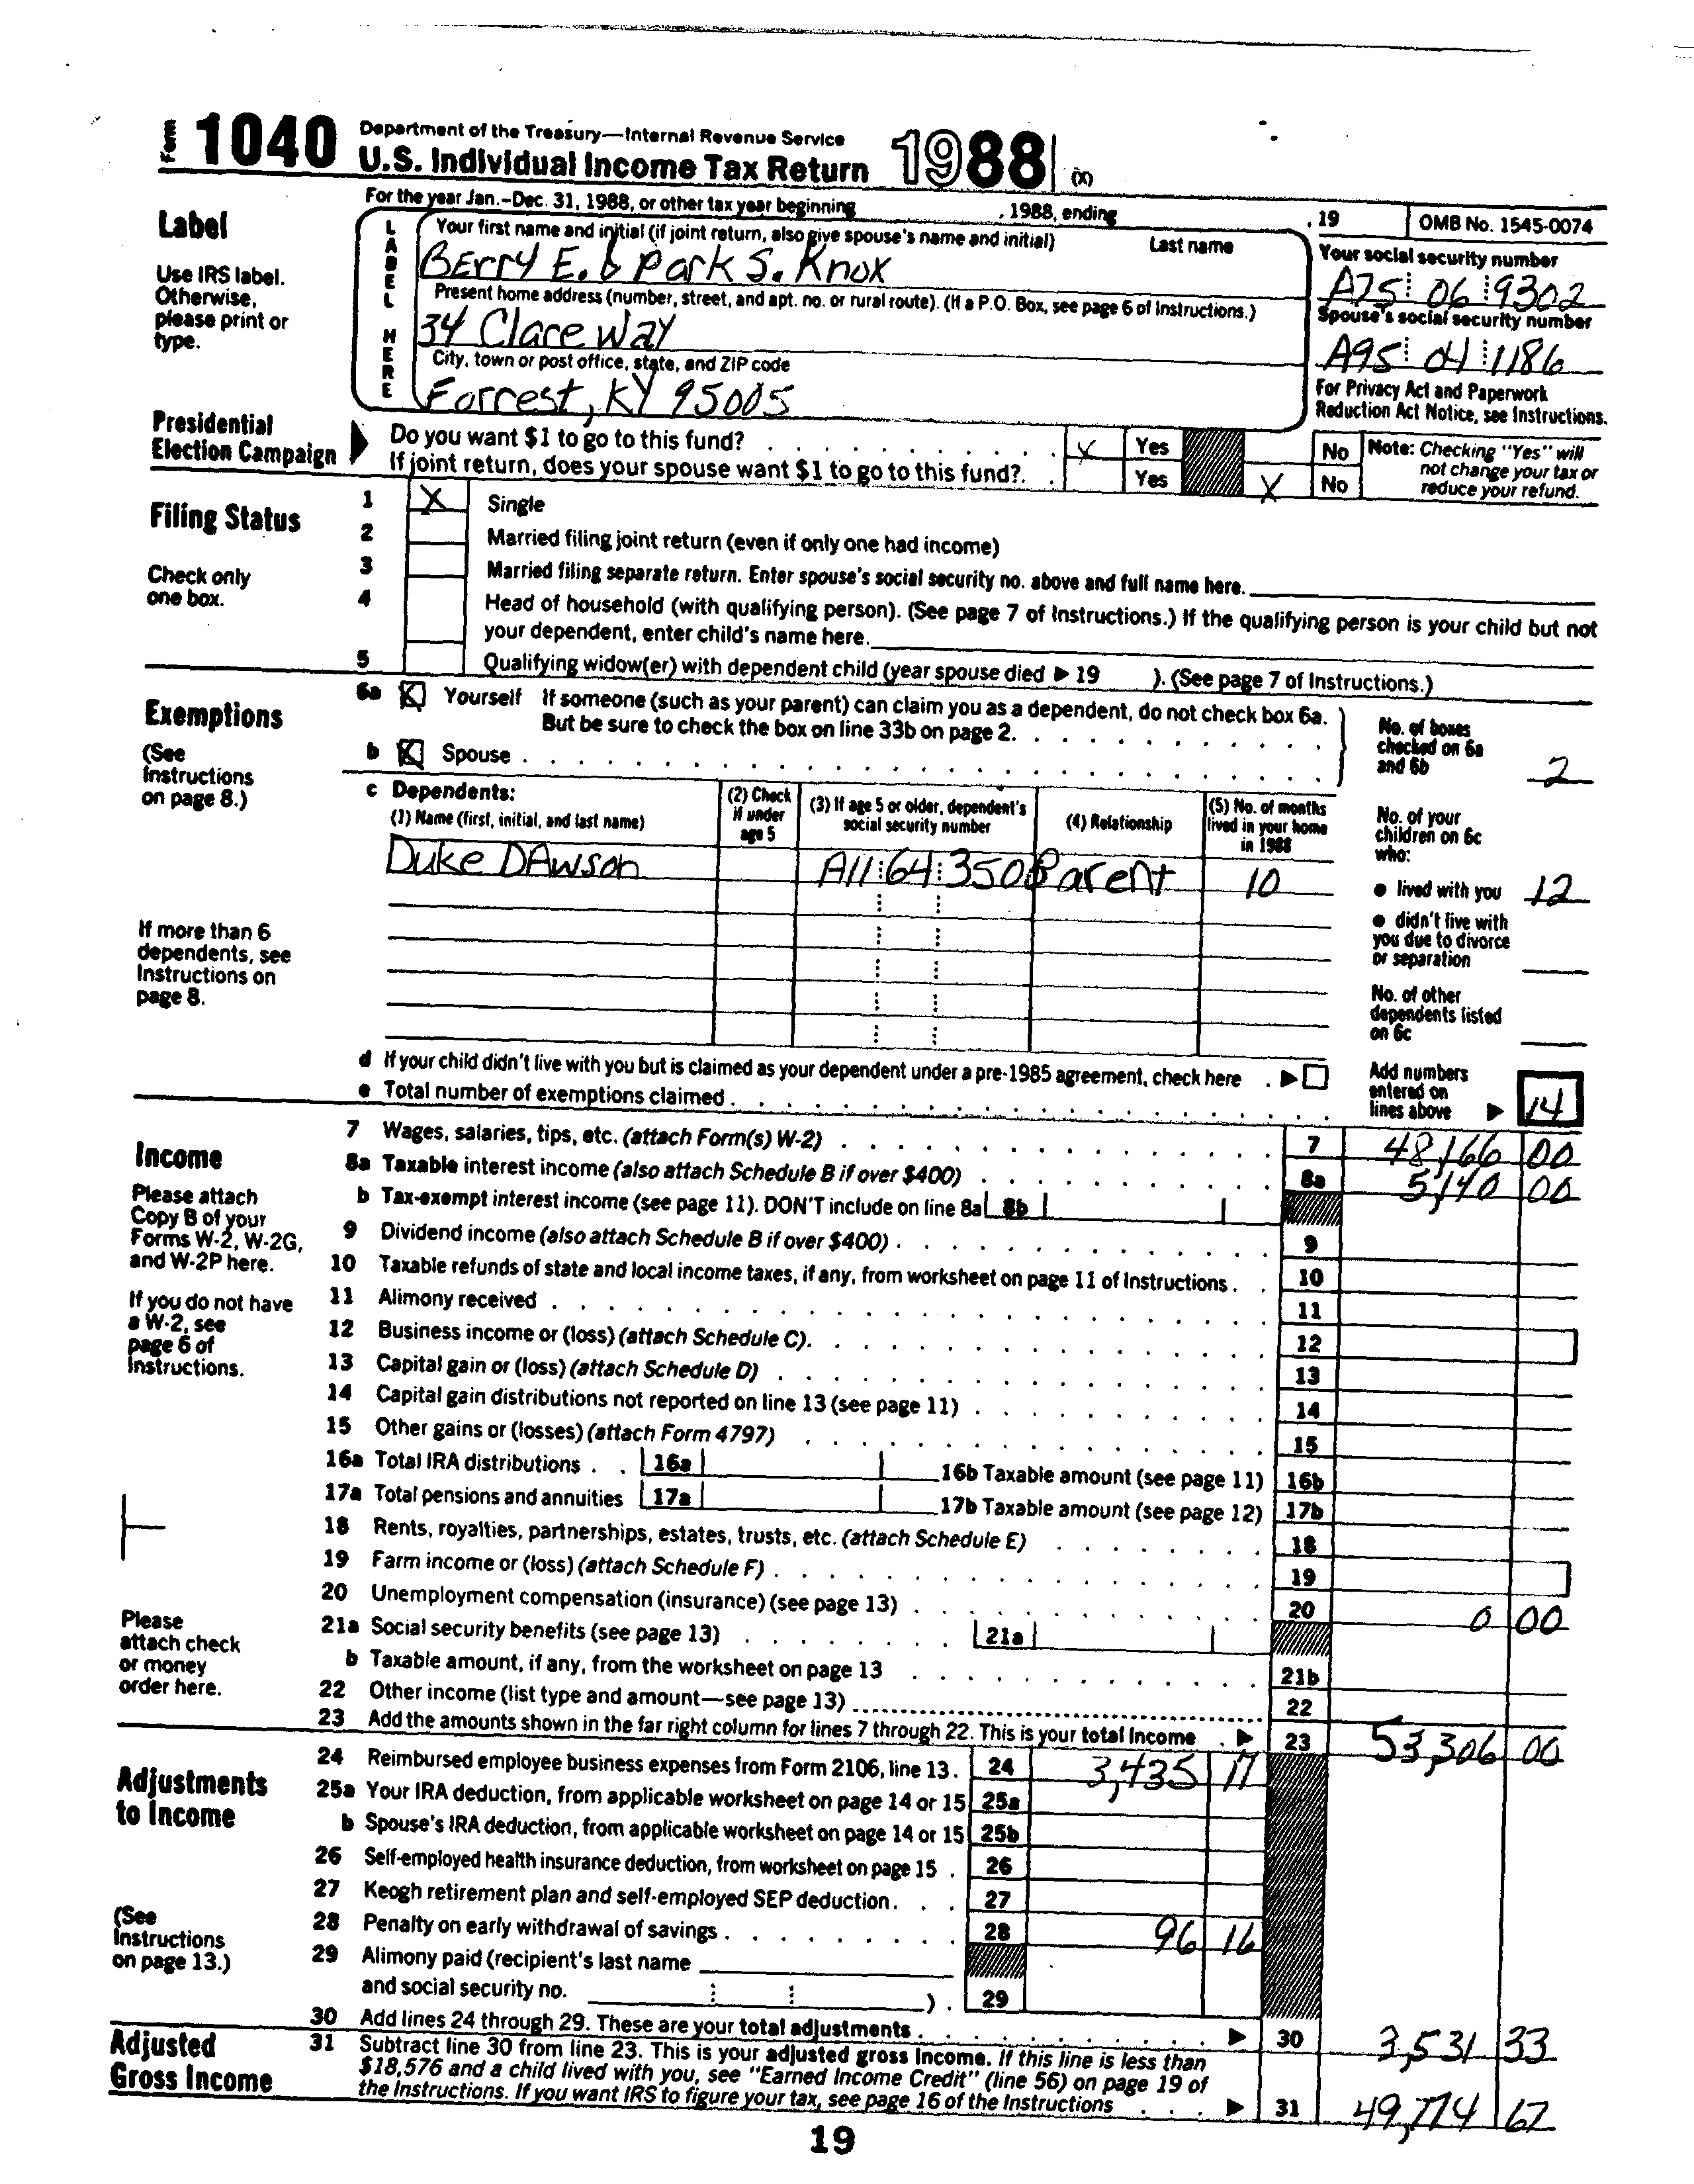 Form 1040 Department of the Treasury—Internal Revenue Service
U.S. Individual Income Tax Return 1988 (X)
For the year Jan.–Dec. 31, 1988, or other tax year beginning , 1988, ending , 19 OMB No. 1545-0074
Label
Use IRS label.
Otherwise,
please print or
type.
LABEL HERE
Your first name and initial (if joint return, also give spouse's name and initial) Last name
Berry E. & Park S. Knox
Your social security number
A75 06 9302
Present home address (number, street, and apt. no. or rural route). (If a P.O. Box, see page 6 of Instructions.)
34 Clare Way
Spouse's social security number
A95 04 1186
City, town or post office, state, and ZIP code
Forrest, KY 95005
For Privacy Act and Paperwork
Reduction Act Notice, see Instructions.
Presidential
Election Campaign
Do you want $1 to go to this fund? X Yes No
If joint return, does your spouse want $1 to go to this fund? Yes X No
Note: Checking "Yes" will
not change your tax or
reduce your refund.
Filing Status
Check only
one box.
1 X Single
2 Married filing joint return (even if only one had income)
3 Married filing separate return. Enter spouse's social security no. above and full name here.
4 Head of household (with qualifying person). (See page 7 of Instructions.) If the qualifying person is your child but not
your dependent, enter child's name here.
5 Qualifying widow(er) with dependent child (year spouse died ▶ 19 ). (See page 7 of Instructions.)
Exemptions
(See
Instructions
on page 8.)
6a X Yourself If someone (such as your parent) can claim you as a dependent, do not check box 6a.
But be sure to check the box on line 33b on page 2.
b X Spouse
No. of boxes
checked on 6a
and 6b 2
c Dependents:
(1) Name (first, initial, and last name)
(2) Check
if under
age 5
(3) If age 5 or older, dependent's
social security number
(4) Relationship
(5) No. of months
lived in your home
in 1988
Duke DAwson A11 64 3508 Parent 10
No. of your
children on 6c
who:
● lived with you 12
● didn't live with
you due to divorce
or separation
No. of other
dependents listed
on 6c
If more than 6
dependents, see
Instructions on
page 8.
d If your child didn't live with you but is claimed as your dependent under a pre-1985 agreement, check here . ▶
e Total number of exemptions claimed
Add numbers
entered on
lines above ▶ 14
Income
Please attach
Copy B of your
Forms W-2, W-2G,
and W-2P here.
If you do not have
a W-2, see
page 6 of
Instructions.
Please
attach check
or money
order here.
7 Wages, salaries, tips, etc. (attach Form(s) W-2) 7 48,166 00
8a Taxable interest income (also attach Schedule B if over $400) 8a 5,140 00
b Tax-exempt interest income (see page 11). DON'T include on line 8a 8b
9 Dividend income (also attach Schedule B if over $400) 9
10 Taxable refunds of state and local income taxes, if any, from worksheet on page 11 of Instructions 10
11 Alimony received 11
12 Business income or (loss) (attach Schedule C) 12
13 Capital gain or (loss) (attach Schedule D) 13
14 Capital gain distributions not reported on line 13 (see page 11) 14
15 Other gains or (losses) (attach Form 4797) 15
16a Total IRA distributions 16a 16b Taxable amount (see page 11) 16b
17a Total pensions and annuities 17a 17b Taxable amount (see page 12) 17b
18 Rents, royalties, partnerships, estates, trusts, etc. (attach Schedule E) 18
19 Farm income or (loss) (attach Schedule F) 19
20 Unemployment compensation (insurance) (see page 13) 20 0 00
21a Social security benefits (see page 13) 21a
b Taxable amount, if any, from the worksheet on page 13 21b
22 Other income (list type and amount—see page 13) 22
23 Add the amounts shown in the far right column for lines 7 through 22. This is your total income ▶ 23 53,306 00
Adjustments
to Income
(See
Instructions
on page 13.)
24 Reimbursed employee business expenses from Form 2106, line 13. 24 3,435 17
25a Your IRA deduction, from applicable worksheet on page 14 or 15 25a
b Spouse's IRA deduction, from applicable worksheet on page 14 or 15 25b
26 Self-employed health insurance deduction, from worksheet on page 15 26
27 Keogh retirement plan and self-employed SEP deduction 27
28 Penalty on early withdrawal of savings 28 96 16
29 Alimony paid (recipient's last name
and social security no. ) 29
30 Add lines 24 through 29. These are your total adjustments ▶ 30 3,531 33
Adjusted
Gross Income
31 Subtract line 30 from line 23. This is your adjusted gross income. If this line is less than
$18,576 and a child lived with you, see "Earned Income Credit" (line 56) on page 19 of
the Instructions. If you want IRS to figure your tax, see page 16 of the Instructions ▶ 31 49,774 67
19